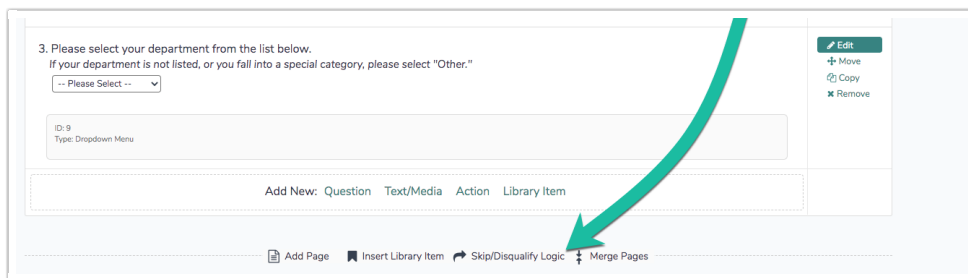 3. Please select your department from the list below.
If your department is not listed, or you fall into a special category, please select "Other."
-- Please Select --
ID: 9
Type: Dropdown Menu
Edit
Move
Copy
Remove
Add New: Question Text/Media Action Library Item
Add Page Insert Library Item Skip/Disqualify Logic Merge Pages